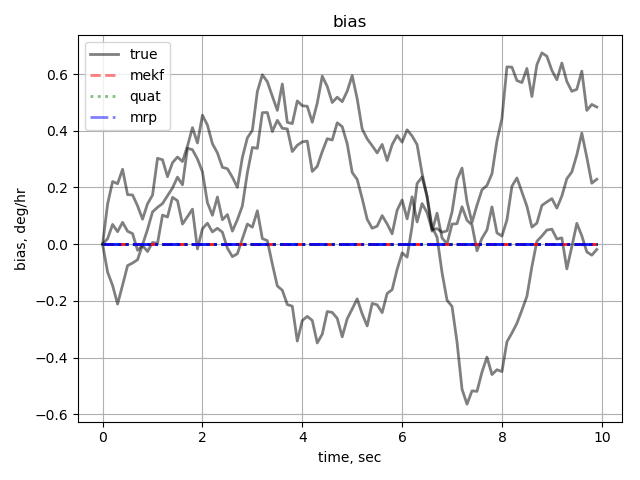 bias
true
mekf
quat
mrp
0.6
0.4
0.2
0.0
−0.2
−0.4
−0.6
bias, deg/hr
0 2 4 6 8 10
time, sec